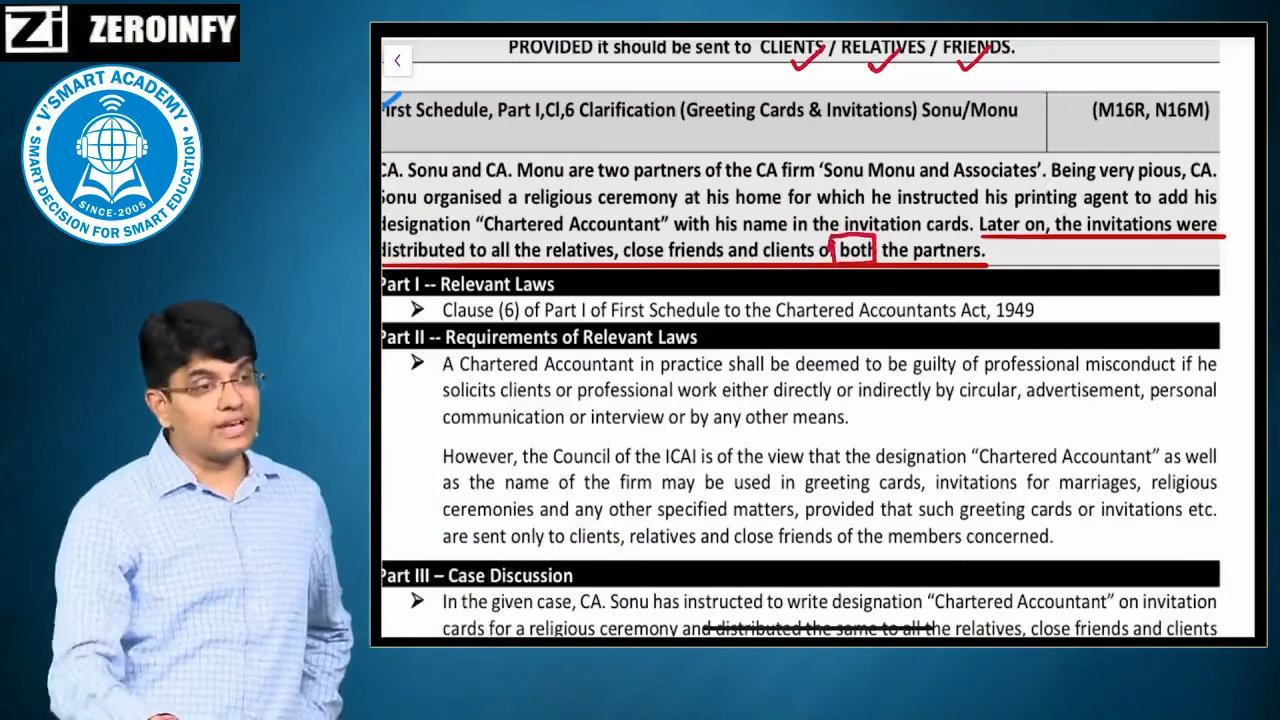 Zi ZEROINFY
V'SMART ACADEMY
SINCE-2005
SMART DECISION FOR SMART EDUCATION
PROVIDED it should be sent to CLIENTS / RELATIVES / FRIENDS.
irst Schedule, Part I,Cl,6 Clarification (Greeting Cards & Invitations) Sonu/Monu (M16R, N16M)
CA. Sonu and CA. Monu are two partners of the CA firm ‘Sonu Monu and Associates’. Being very pious, CA.
Sonu organised a religious ceremony at his home for which he instructed his printing agent to add his
designation “Chartered Accountant” with his name in the invitation cards. Later on, the invitations were
distributed to all the relatives, close friends and clients of both the partners.
Part I -- Relevant Laws
➢ Clause (6) of Part I of First Schedule to the Chartered Accountants Act, 1949
Part II -- Requirements of Relevant Laws
➢ A Chartered Accountant in practice shall be deemed to be guilty of professional misconduct if he
solicits clients or professional work either directly or indirectly by circular, advertisement, personal
communication or interview or by any other means.
However, the Council of the ICAI is of the view that the designation “Chartered Accountant” as well
as the name of the firm may be used in greeting cards, invitations for marriages, religious
ceremonies and any other specified matters, provided that such greeting cards or invitations etc.
are sent only to clients, relatives and close friends of the members concerned.
Part III – Case Discussion
➢ In the given case, CA. Sonu has instructed to write designation “Chartered Accountant” on invitation
cards for a religious ceremony and distributed the same to all the relatives, close friends and clients